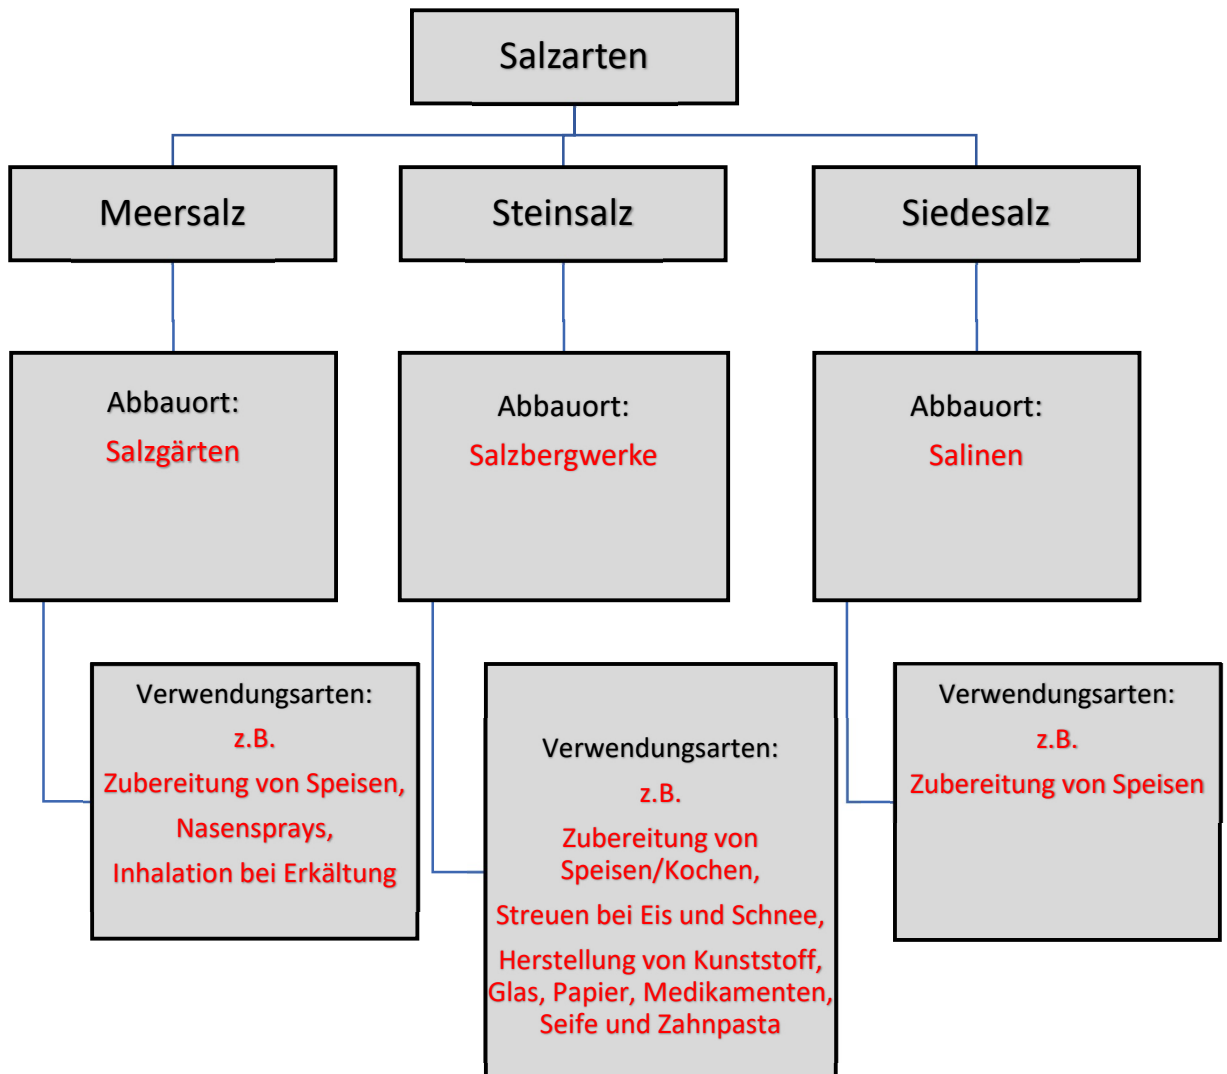 Salzarten
Meersalz
Steinsalz
Siedesalz
Abbauort:
Salzgärten
Abbauort:
Salzbergwerke
Abbauort:
Salinen
Verwendungsarten:
z.B.
Zubereitung von Speisen,
Nasensprays,
Inhalation bei Erkältung
Verwendungsarten:
z.B.
Zubereitung von
Speisen/Kochen,
Streuen bei Eis und Schnee,
Herstellung von Kunststoff,
Glas, Papier, Medikamenten,
Seife und Zahnpasta
Verwendungsarten:
z.B.
Zubereitung von Speisen